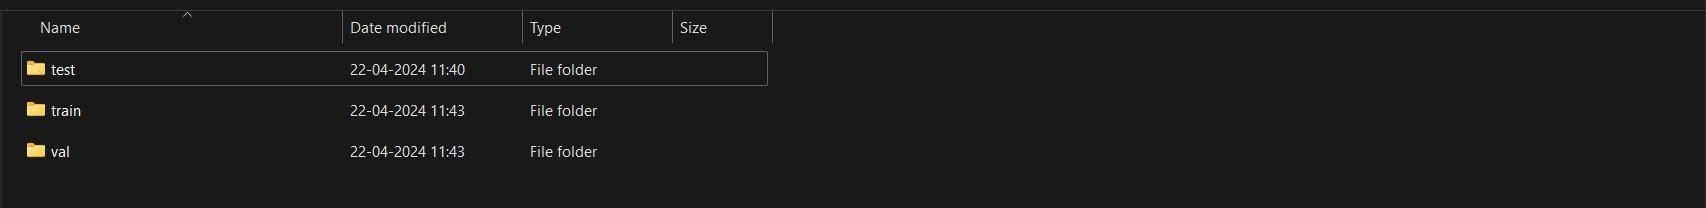 Name Date modified Type Size
test 22-04-2024 11:40 File folder
train 22-04-2024 11:43 File folder
val 22-04-2024 11:43 File folder